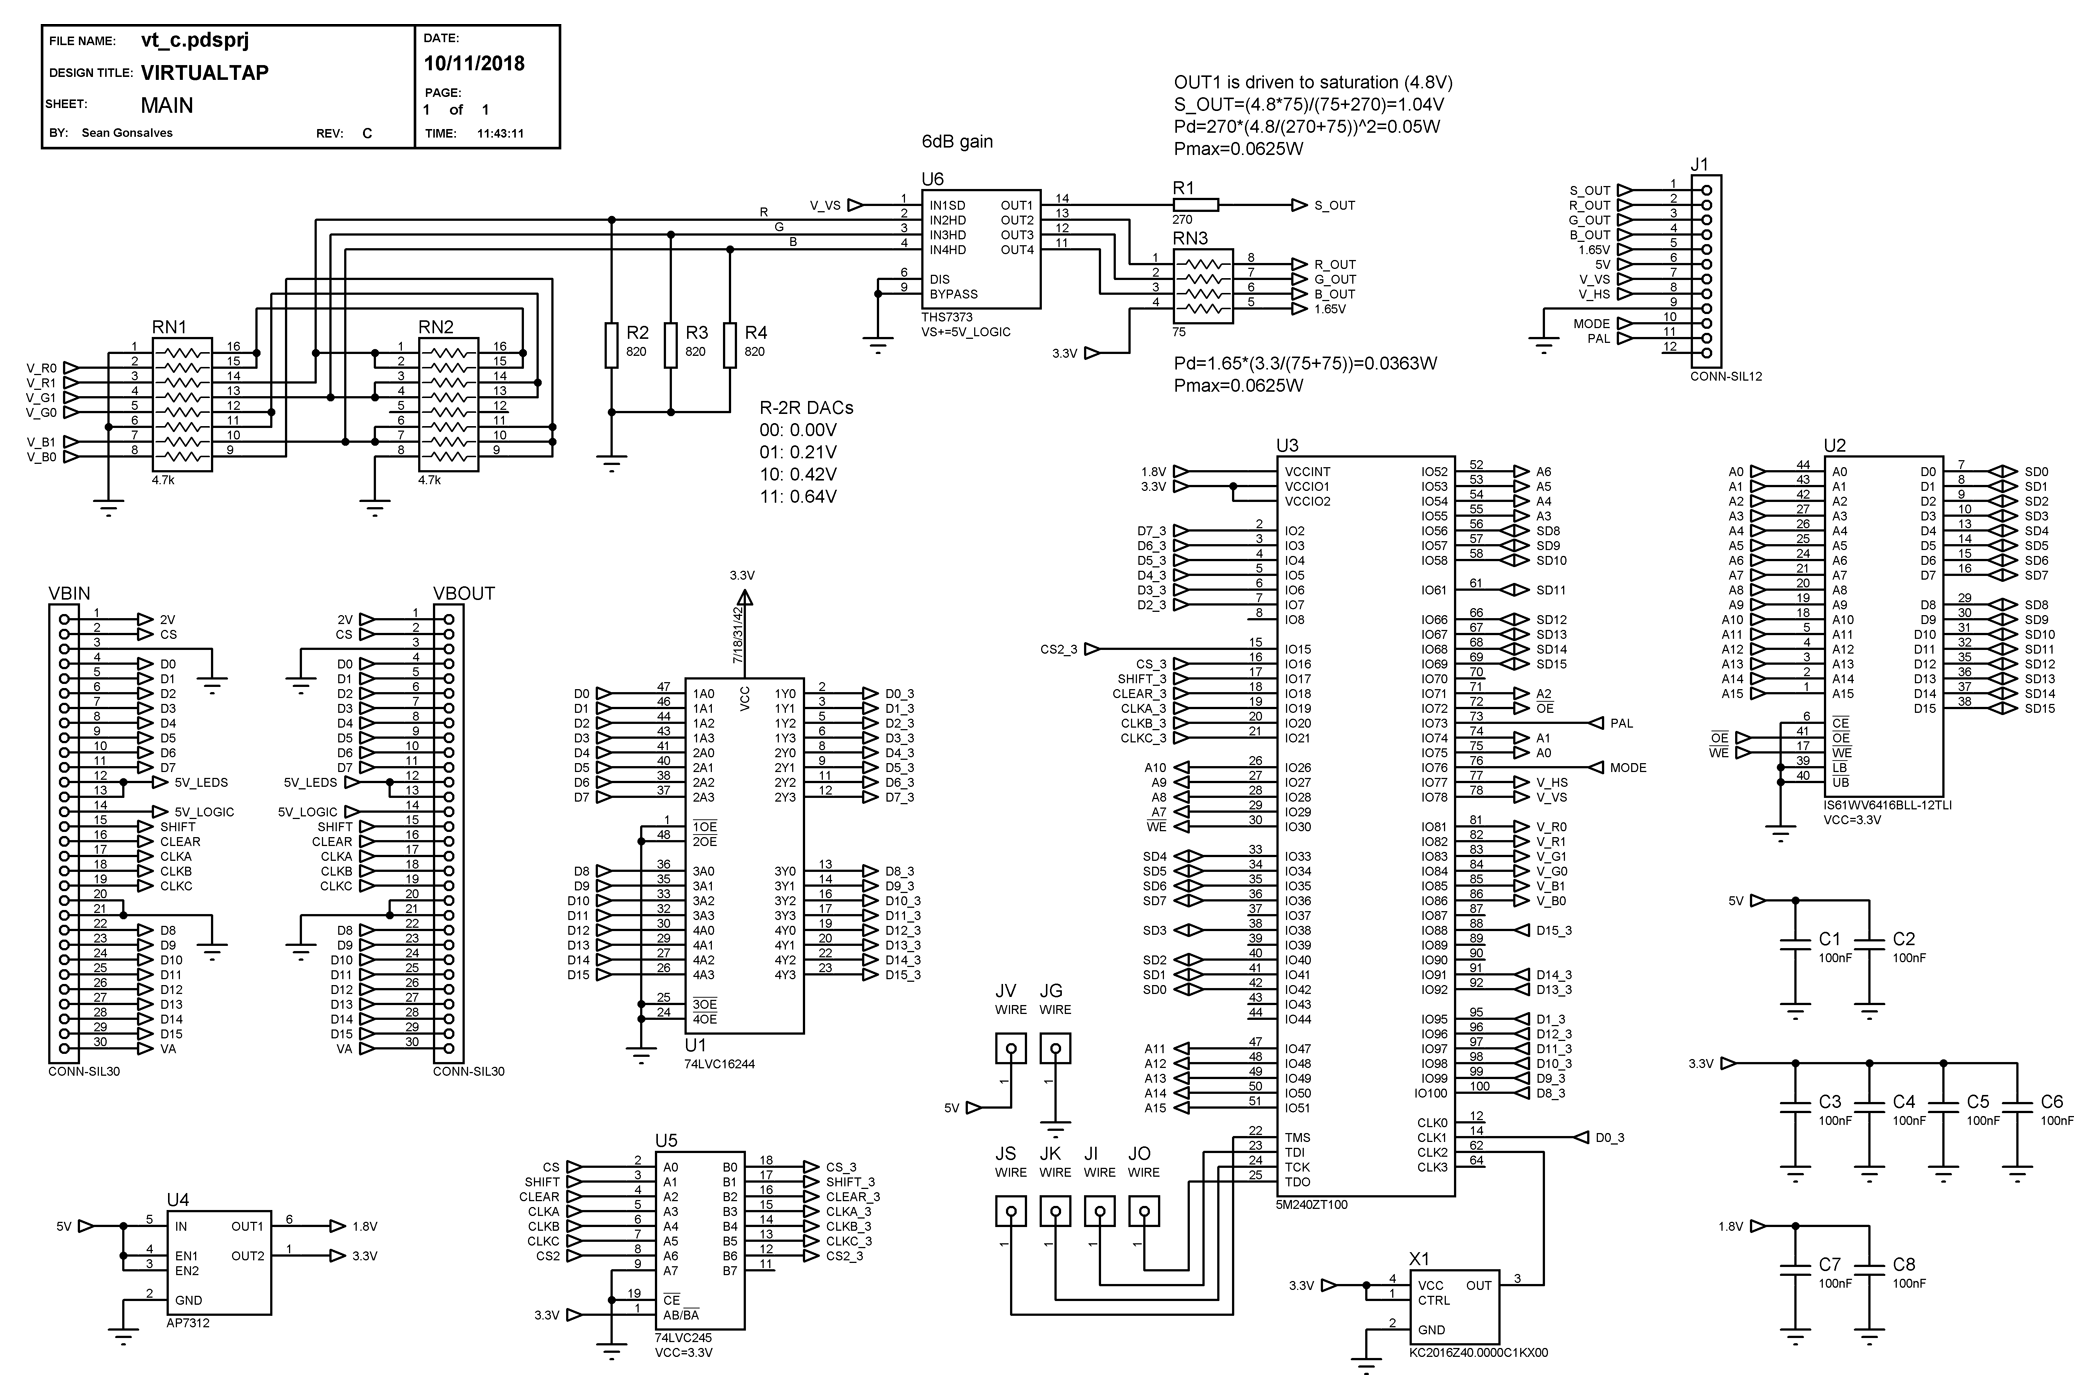 FILE NAME: vt_c.pdsprj
DESIGN TITLE: VIRTUALTAP
SHEET: MAIN
BY: Sean Gonsalves REV: C
DATE:
10/11/2018
PAGE:
1 of 1
TIME: 11:43:11
OUT1 is driven to saturation (4.8V)
S_OUT=(4.8*75)/(75+270)=1.04V
Pd=270*(4.8/(270+75))^2=0.05W
Pmax=0.0625W
6dB gain
U6
V_VS 1 IN1SD OUT1 14
R 2 IN2HD OUT2 13
G 3 IN3HD OUT3 12
B 4 IN4HD OUT4 11
6 DIS
9 BYPASS
THS7373
VS+=5V_LOGIC
R1
270
S_OUT
RN3
1 8 R_OUT
2 7 G_OUT
3 6 B_OUT
4 5 1.65V
75
3.3V
Pd=1.65*(3.3/(75+75))=0.0363W
Pmax=0.0625W
J1
S_OUT 1
R_OUT 2
G_OUT 3
B_OUT 4
1.65V 5
5V 6
V_VS 7
V_HS 8
9
MODE 10
PAL 11
12
CONN-SIL12
RN1
1 16
V_R0 2 15
V_R1 3 14
V_G1 4 13
V_G0 5 12
6 11
V_B1 7 10
V_B0 8 9
4.7k
RN2
1 16
2 15
3 14
4 13
5 12
6 11
7 10
8 9
4.7k
R2
820
R3
820
R4
820
R-2R DACs
00: 0.00V
01: 0.21V
10: 0.42V
11: 0.64V
VBIN
1 2V
2 CS
3
4 D0
5 D1
6 D2
7 D3
8 D4
9 D5
10 D6
11 D7
12 5V_LEDS
13
14 5V_LOGIC
15 SHIFT
16 CLEAR
17 CLKA
18 CLKB
19 CLKC
20
21
22 D8
23 D9
24 D10
25 D11
26 D12
27 D13
28 D14
29 D15
30 VA
CONN-SIL30
VBOUT
2V 1
CS 2
3
D0 4
D1 5
D2 6
D3 7
D4 8
D5 9
D6 10
D7 11
5V_LEDS 12
13
5V_LOGIC 14
SHIFT 15
CLEAR 16
CLKA 17
CLKB 18
CLKC 19
20
21
D8 22
D9 23
D10 24
D11 25
D12 26
D13 27
D14 28
D15 29
VA 30
CONN-SIL30
3.3V
7/18/31/42
VCC
D0 47 1A0 1Y0 2 D0_3
D1 46 1A1 1Y1 3 D1_3
D2 44 1A2 1Y2 5 D2_3
D3 43 1A3 1Y3 6 D3_3
D4 41 2A0 2Y0 8 D4_3
D5 40 2A1 2Y1 9 D5_3
D6 38 2A2 2Y2 11 D6_3
D7 37 2A3 2Y3 12 D7_3
1 1OE
48 2OE
D8 36 3A0 3Y0 13 D8_3
D9 35 3A1 3Y1 14 D9_3
D10 33 3A2 3Y2 16 D10_3
D11 32 3A3 3Y3 17 D11_3
D12 30 4A0 4Y0 19 D12_3
D13 29 4A1 4Y1 20 D13_3
D14 27 4A2 4Y2 22 D14_3
D15 26 4A3 4Y3 23 D15_3
25 3OE
24 4OE
U1
74LVC16244
U3
1.8V VCCINT IO52 52 A6
3.3V VCCIO1 IO53 53 A5
VCCIO2 IO54 54 A4
IO55 55 A3
D7_3 2 IO2 IO56 56 SD8
D6_3 3 IO3 IO57 57 SD9
D5_3 4 IO4 IO58 58 SD10
D4_3 5 IO5
D3_3 6 IO6 IO61 61 SD11
D2_3 7 IO7
8 IO8 IO66 66 SD12
IO67 67 SD13
CS2_3 15 IO15 IO68 68 SD14
CS_3 16 IO16 IO69 69 SD15
SHIFT_3 17 IO17 IO70 70
CLEAR_3 18 IO18 IO71 71 A2
CLKA_3 19 IO19 IO72 72 OE
CLKB_3 20 IO20 IO73 73 PAL
CLKC_3 21 IO21 IO74 74 A1
IO75 75 A0
A10 26 IO26 IO76 76 MODE
A9 27 IO27 IO77 77 V_HS
A8 28 IO28 IO78 78 V_VS
A7 29 IO29
WE 30 IO30 IO81 81 V_R0
IO82 82 V_R1
SD4 33 IO33 IO83 83 V_G1
SD5 34 IO34 IO84 84 V_G0
SD6 35 IO35 IO85 85 V_B1
SD7 36 IO36 IO86 86 V_B0
37 IO37 IO87 87
SD3 38 IO38 IO88 88 D15_3
39 IO39 IO89 89
SD2 40 IO40 IO90 90
SD1 41 IO41 IO91 91 D14_3
SD0 42 IO42 IO92 92 D13_3
43 IO43
44 IO44 IO95 95 D1_3
IO96 96 D12_3
A11 47 IO47 IO97 97 D11_3
A12 48 IO48 IO98 98 D10_3
A13 49 IO49 IO99 99 D9_3
A14 50 IO50 IO100 100 D8_3
A15 51 IO51
CLK0 12
22 TMS CLK1 14 D0_3
23 TDI CLK2 62
24 TCK CLK3 64
25 TDO
5M240ZT100
U2
A0 44 A0 D0 7 SD0
A1 43 A1 D1 8 SD1
A2 42 A2 D2 9 SD2
A3 27 A3 D3 10 SD3
A4 26 A4 D4 13 SD4
A5 25 A5 D5 14 SD5
A6 24 A6 D6 15 SD6
A7 21 A7 D7 16 SD7
A8 20 A8
A9 19 A9 D8 29 SD8
A10 18 A10 D9 30 SD9
A11 5 A11 D10 31 SD10
A12 4 A12 D11 32 SD11
A13 3 A13 D12 35 SD12
A14 2 A14 D13 36 SD13
A15 1 A15 D14 37 SD14
D15 38 SD15
6 CE
OE 41 OE
WE 17 WE
39 LB
40 UB
IS61WV6416BLL-12TLI
VCC=3.3V
5V
C1
100nF
C2
100nF
3.3V
C3
100nF
C4
100nF
C5
100nF
C6
100nF
1.8V
C7
100nF
C8
100nF
JV
WIRE
1
5V
JG
WIRE
1
JS
WIRE
1
JK
WIRE
1
JI
WIRE
1
JO
WIRE
1
U4
5V 5 IN OUT1 6 1.8V
4 EN1 OUT2 1 3.3V
3 EN2
2 GND
AP7312
U5
CS 2 A0 B0 18 CS_3
SHIFT 3 A1 B1 17 SHIFT_3
CLEAR 4 A2 B2 16 CLEAR_3
CLKA 5 A3 B3 15 CLKA_3
CLKB 6 A4 B4 14 CLKB_3
CLKC 7 A5 B5 13 CLKC_3
CS2 8 A6 B6 12 CS2_3
9 A7 B7 11
19 CE
3.3V 1 AB/BA
74LVC245
VCC=3.3V
X1
3.3V 4 VCC OUT 3
1 CTRL
2 GND
KC2016Z40.0000C1KX00